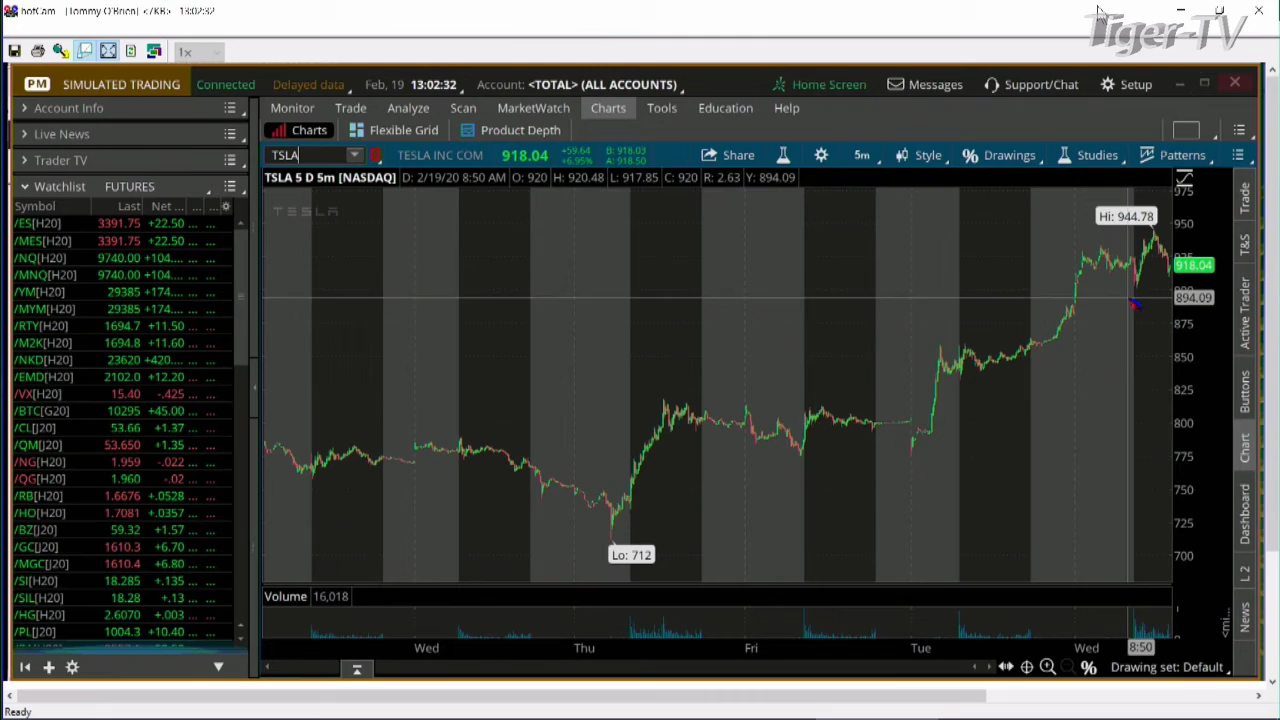 hotCam [Tommy O'Brien] </7KB> 13:02:32
Tiger-TV
1x
PM SIMULATED TRADING Connected Delayed data Feb, 19 13:02:32 Account: <TOTAL> (ALL ACCOUNTS) Home Screen Messages Support/Chat Setup
Account Info
Live News
Trader TV
Watchlist FUTURES
Symbol Last Net ... ... ...
/ES[H20] 3391.75 +22.50 ... ...
/MES[H20] 3391.75 +22.50 ... ...
/NQ[H20] 9740.00 +104.... ...
/MNQ[H20] 9740.00 +104.... ...
/YM[H20] 29385 +174.... ...
/MYM[H20] 29385 +174.... ...
/RTY[H20] 1694.7 +11.50 ... ...
/M2K[H20] 1694.8 +11.60 ... ...
/NKD[H20] 23620 +420.... ...
/EMD[H20] 2102.0 +12.20 ... ...
/VX[H20] 15.40 -.425 ... ...
/BTC[G20] 10295 +45.00 ... ...
/CL[J20] 53.66 +1.37 ... ...
/QM[J20] 53.650 +1.35 ... ...
/NG[H20] 1.959 -.022 ... ...
/QG[H20] 1.960 -.02 ... ...
/RB[H20] 1.6676 +.0528 ... ...
/HO[H20] 1.7081 +.0357 ... ...
/BZ[J20] 59.32 +1.57 ... ...
/GC[J20] 1610.3 +6.70 ... ...
/MGC[J20] 1610.4 +6.80 ... ...
/SI[H20] 18.285 +.135 ... ...
/SIL[H20] 18.28 +.13 ... ...
/HG[H20] 2.6070 +.003 ... ...
/PL[J20] 1004.3 +10.40 ... ...
Monitor Trade Analyze Scan MarketWatch Charts Tools Education Help
Charts Flexible Grid Product Depth
TSLA TESLA INC COM 918.04 +59.64 +6.95% B: 918.03 A: 918.50 Share 5m Style Drawings Studies Patterns
TSLA 5 D 5m [NASDAQ] D: 2/19/20 8:50 AM O: 920 H: 920.48 L: 917.85 C: 920 R: 2.63 Y: 894.09
TESLA
Hi: 944.78
Lo: 712
975
950
925
918.04
900
894.09
875
850
825
800
775
750
725
700
Volume 16,018
Wed Thu Fri Tue Wed 8:50
Drawing set: Default
Trade
T&S
Active Trader
Buttons
Chart
Dashboard
L 2
News
Ready